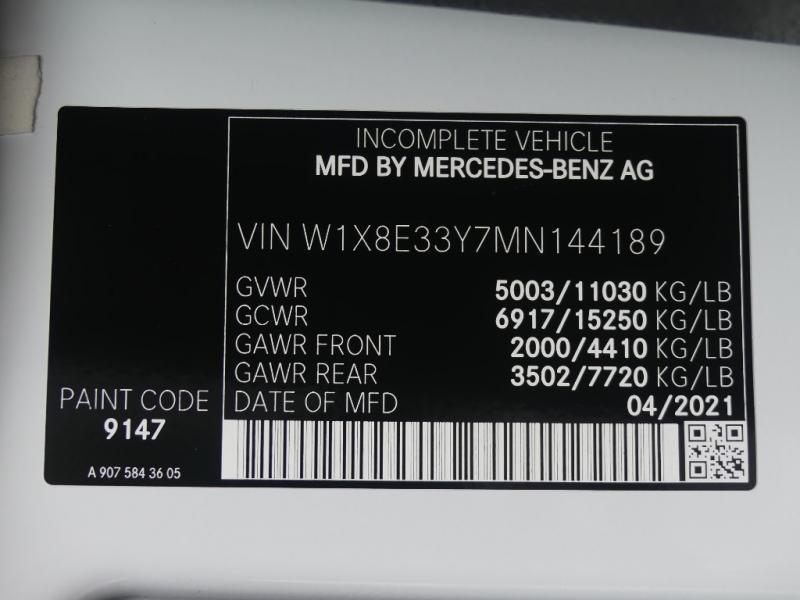 INCOMPLETE VEHICLE
MFD BY MERCEDES-BENZ AG
VIN W1X8E33Y7MN144189
GVWR 5003/11030 KG/LB
GCWR 6917/15250 KG/LB
GAWR FRONT 2000/4410 KG/LB
GAWR REAR 3502/7720 KG/LB
DATE OF MFD 04/2021
PAINT CODE
9147
A 907 584 36 05